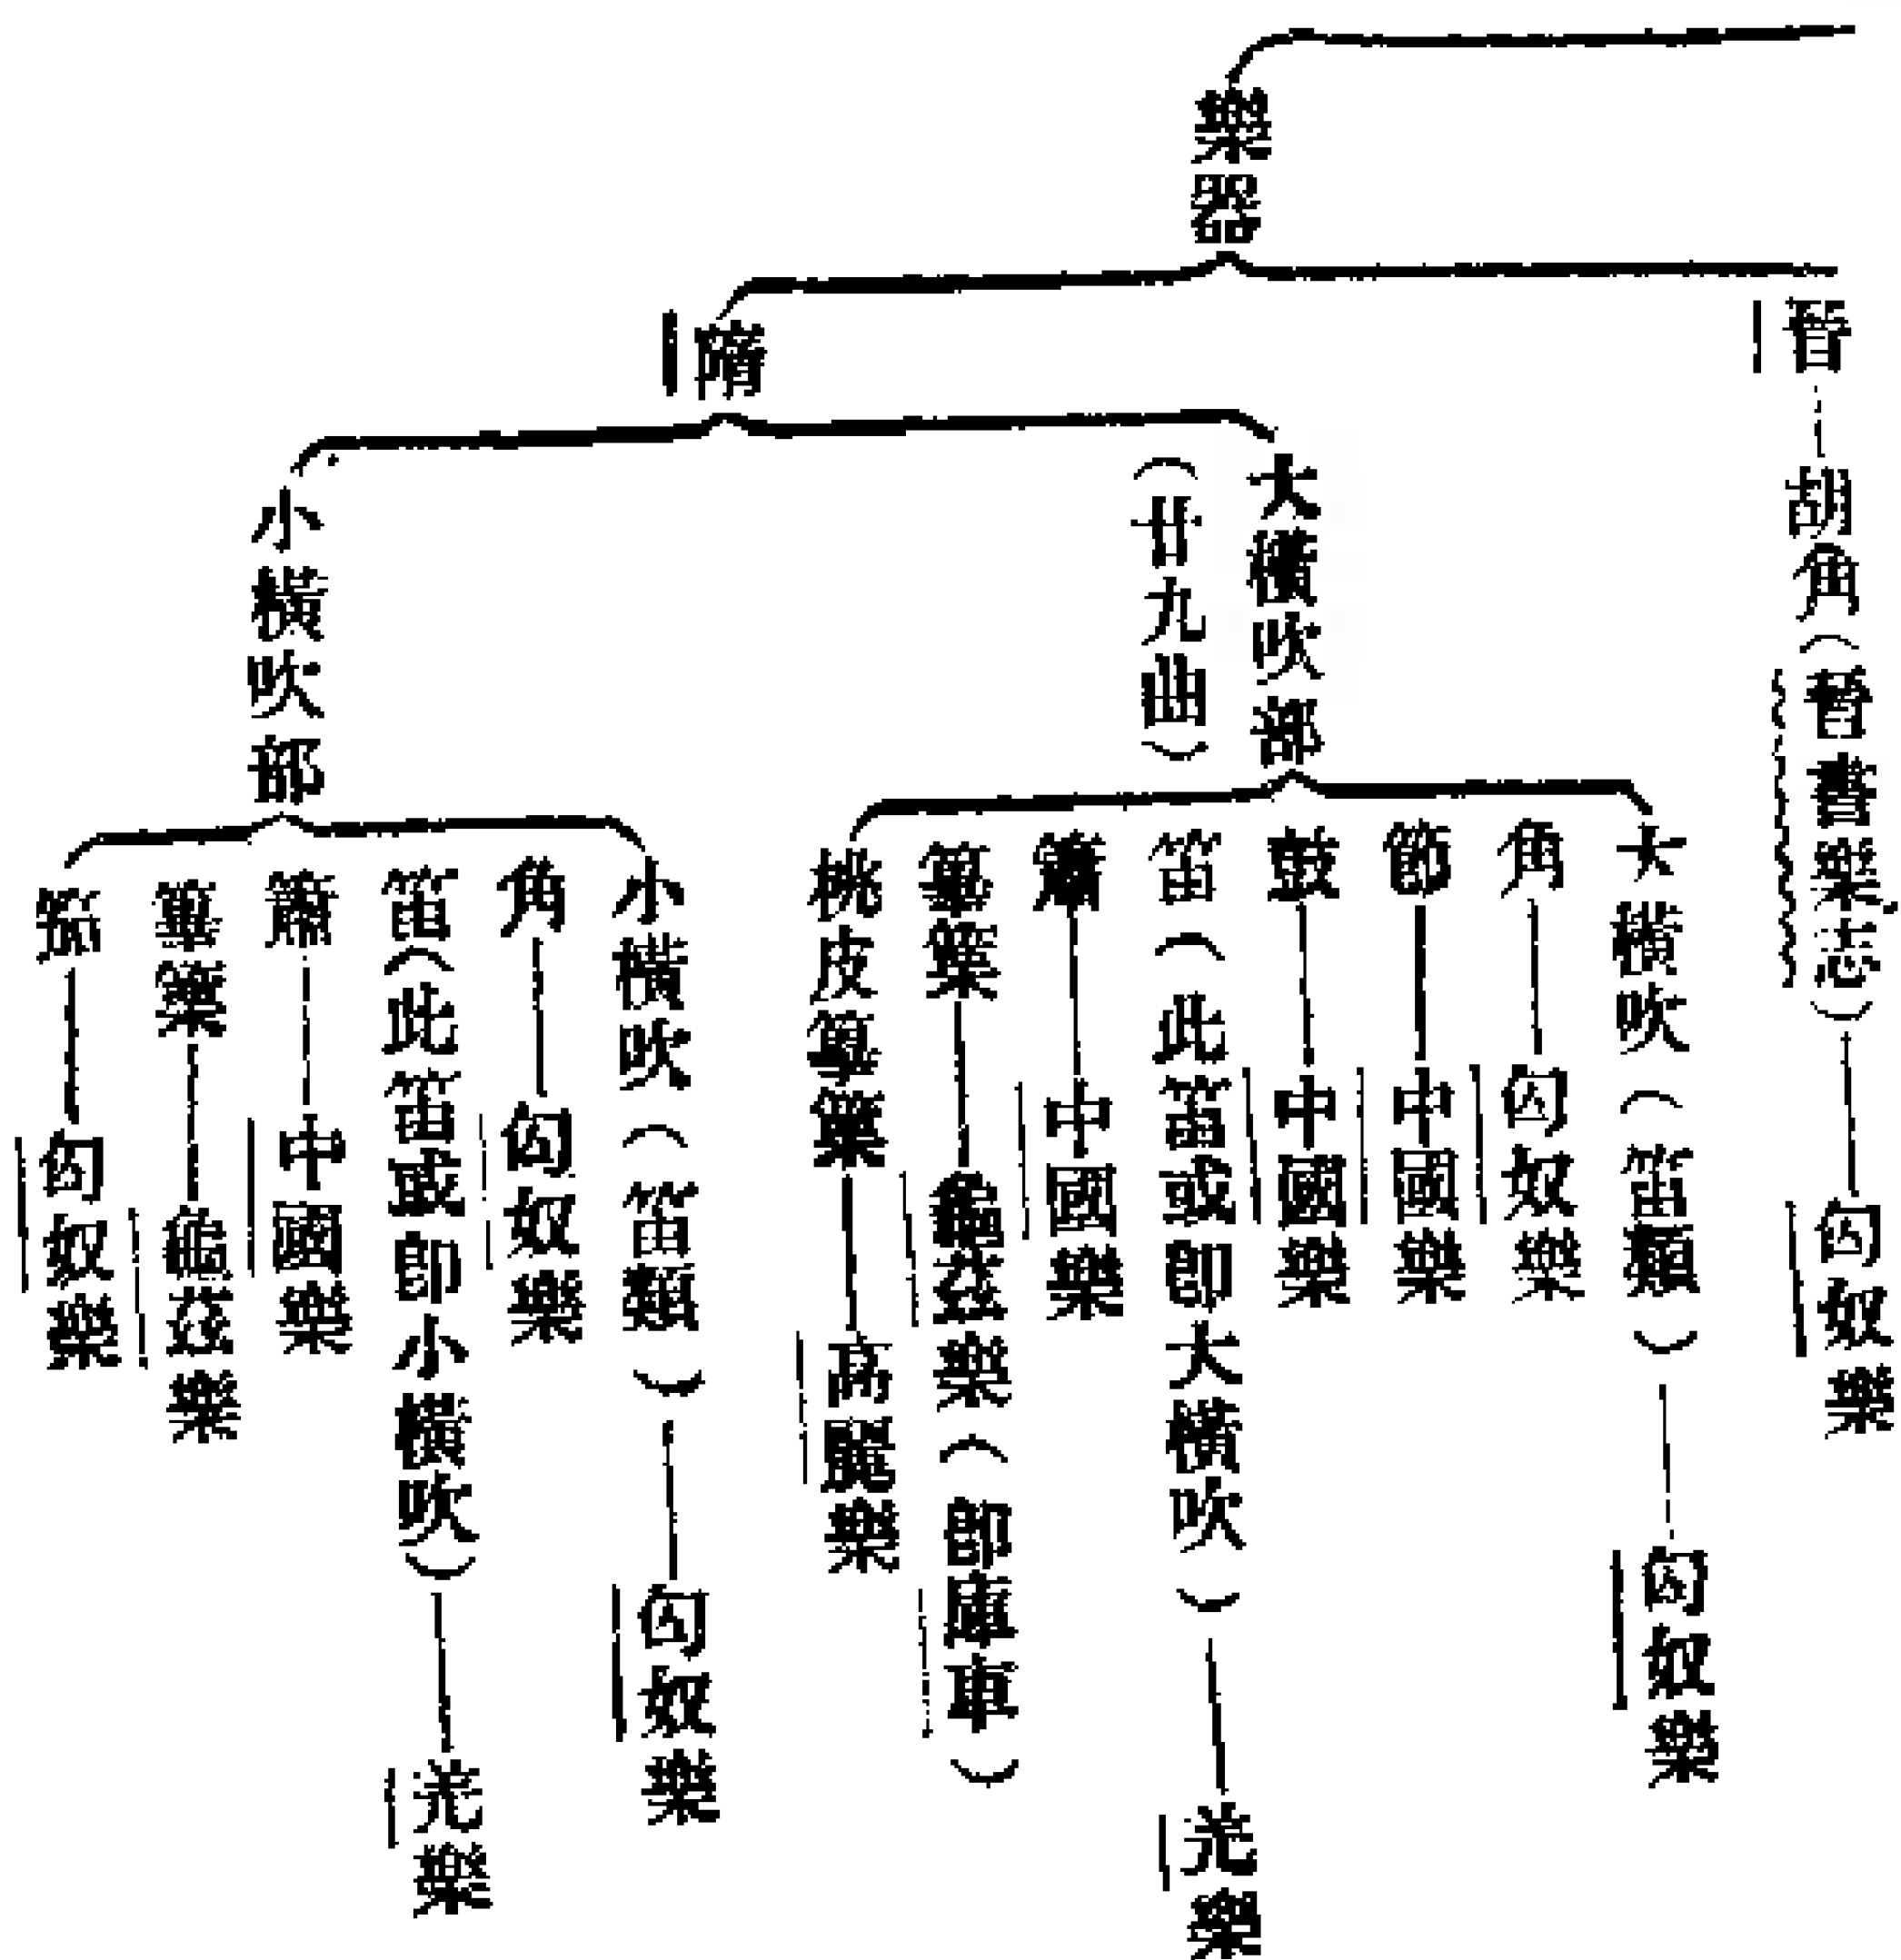 樂器
晉
胡角(晉書樂志)
匈奴樂
隋
大橫吹部
(廿九曲)
大橫吹(笛類)
匈奴樂
角
匈奴樂
節
中國樂
鼓
中國樂
笛(此笛或即大橫吹)
羌樂
簫
中國樂
篳篥
龜茲樂(即庫車)
桃皮篳篥
高麗樂
小橫吹部
小橫吹(笛類)
匈奴樂
角
匈奴樂
笛(此笛或即小橫吹)
羌樂
簫
中國樂
篳篥
龜茲樂
笳
匈奴樂